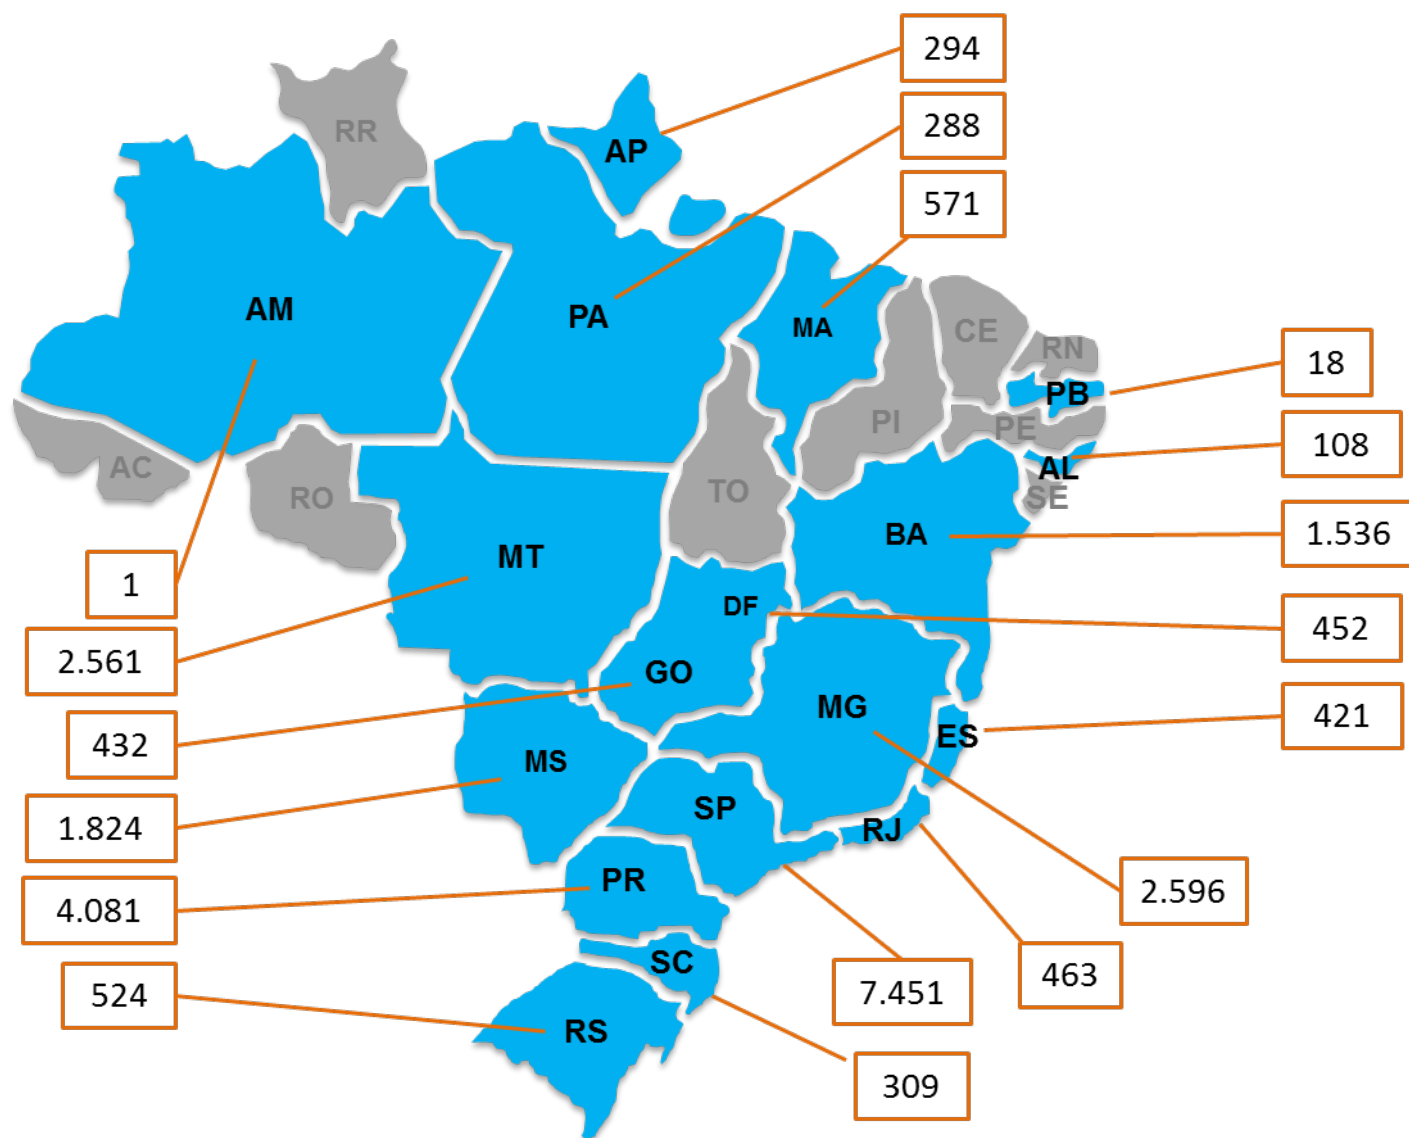 294
RR
288
AP
571
AM
PA
MA
CE
RN
18
PB
PI
PE
108
AC
AL
RO
TO
SE
BA
1.536
MT
1
DF
452
2.561
GO
MG
421
432
ES
MS
SP
1.824
RJ
PR
2.596
4.081
SC
463
7.451
524
RS
309